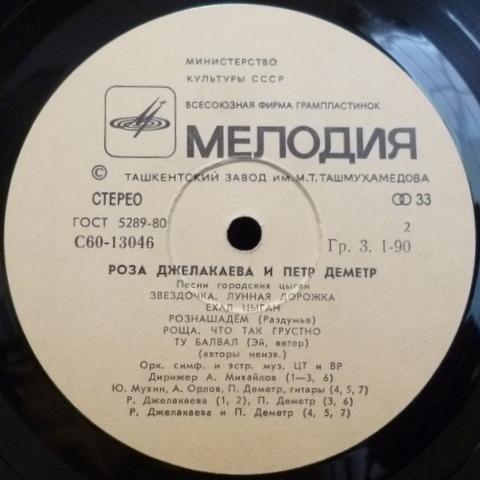 МИНИСТЕРСТВО
КУЛЬТУРЫ СССР
ВСЕСОЮЗНАЯ ФИРМА ГРАМПЛАСТИНОК
МЕЛОДИЯ
© ТАШКЕНТСКИЙ ЗАВОД ИМ. М.Т. ТАШМУХАМЕДОВА
СТЕРЕО 33
ГОСТ 5289-80 2
С60-13046 Гр. 3. 1-90
РОЗА ДЖЕЛАКАЕВА И ПЕТР ДЕМЕТР
Песни городских цыган
ЗВЕЗДОЧКА, ЛУННАЯ ДОРОЖКА
ЕХАЛ ЦЫГАН
РОЗНАШАДЕМ (Раздумье)
РОЩА, ЧТО ТАК ГРУСТНО
ТУ БАЛВАЛ (Эй, ветер)
(авторы неизв.)
Орк. симф. и эстр. муз. ЦТ и ВР
Дирижер А. Михайлов (1—3, 6)
Ю. Мухин, А. Орлов, П. Деметр, гитары (4, 5, 7)
Р. Джелакаева (1, 2), П. Деметр (3, 6)
Р. Джелакаева и П. Деметр (4, 5, 7)